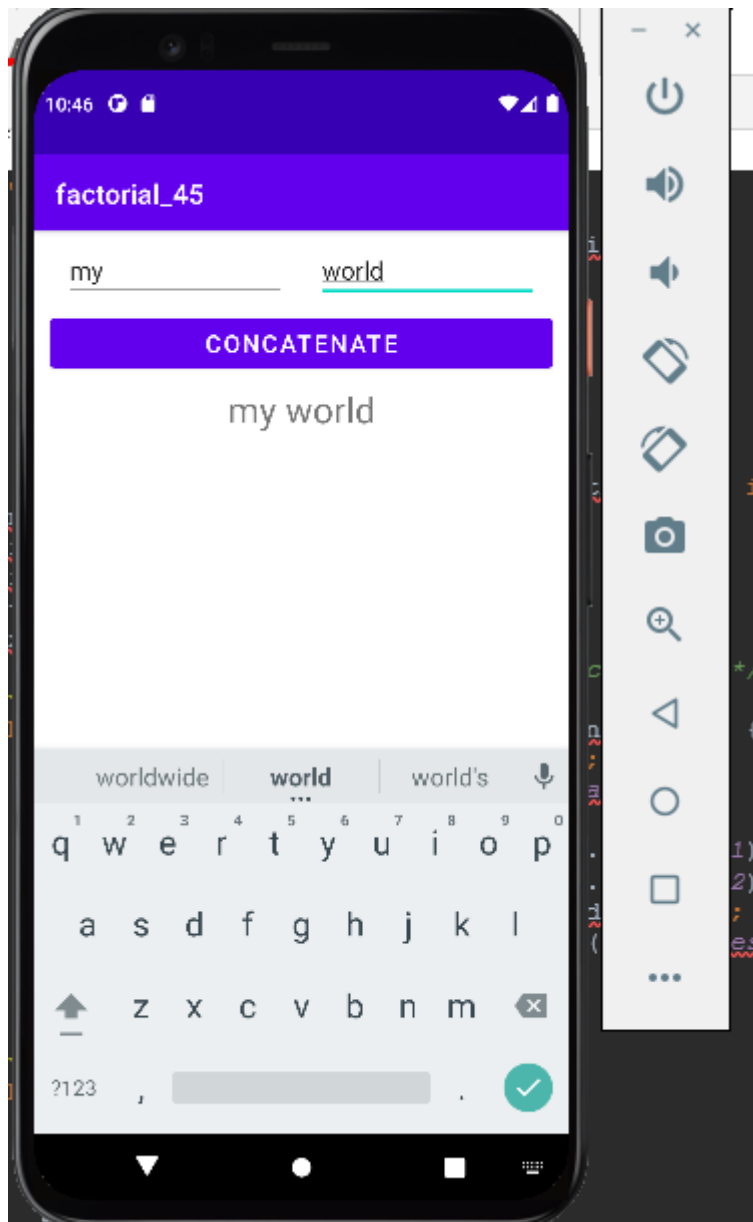 10:46
factorial_45
my world
CONCATENATE
my world
worldwide world world's
1 2 3 4 5 6 7 8 9 0
q w e r t y u i o p
a s d f g h j k l
z x c v b n m
?123 , .